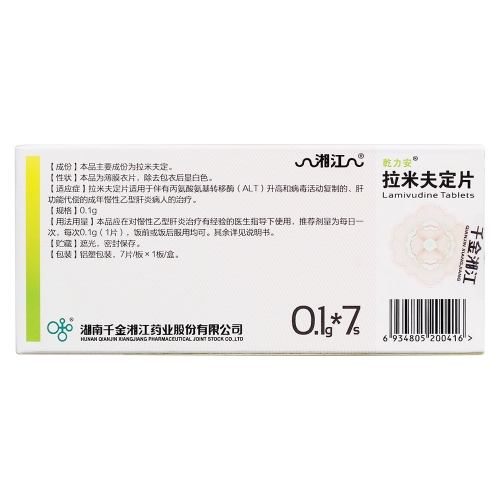 湘江
【成份】本品主要成份为拉米夫定。
【性状】本品为薄膜衣片，除去包衣后显白色。
【适应症】拉米夫定片适用于伴有丙氨酸氨基转移酶（ALT）升高和病毒活动复制的、肝
功能代偿的成年慢性乙型肝炎病人的治疗。
【规格】0.1g
【用法用量】本品应在对慢性乙型肝炎治疗有经验的医生指导下使用，推荐剂量为每日一
次，每次0.1g（1片），饭前或饭后服用均可。其余详见说明书。
【贮藏】遮光，密封保存。
【包装】铝塑包装，7片/板×1板/盒。
湖南千金湘江药业股份有限公司
HUNAN QIANJIN XIANGJIANG PHARMACEUTICAL JOINT STOCK CO.,LTD
0.1g*7s
乾力安®
拉米夫定片
Lamivudine Tablets
千金湘江
QIANJIN XIANGJIANG
6 934805 200416 >